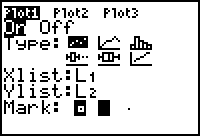 Plot1 Plot2 Plot3
On Off
Type:
Xlist:L₁
Ylist:L₂
Mark: